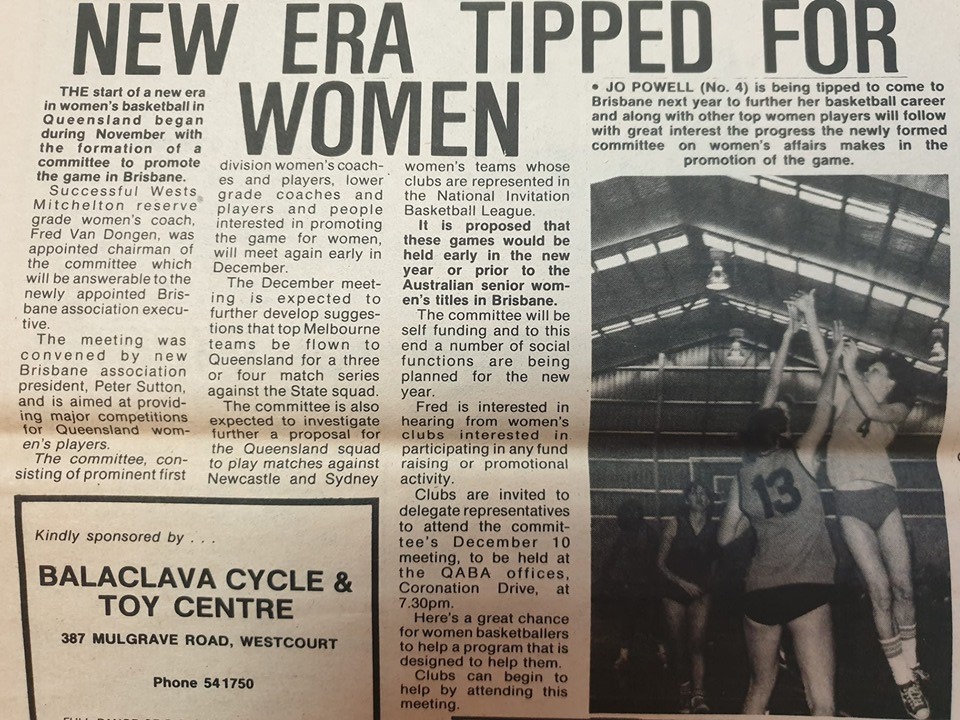 NEW ERA TIPPED FOR
WOMEN
THE start of a new era
in women's basketball in
Queensland began
during November with
the formation of a
committee to promote
the game in Brisbane.
Successful Wests
Mitchelton reserve
grade women's coach,
Fred Van Dongen, was
appointed chairman of
the committee which
will be answerable to the
newly appointed Bris-
bane association execu-
tive.
The meeting was
convened by new
Brisbane association
president, Peter Sutton,
and is aimed at provid-
ing major competitions
for Queensland wom-
en's players.
The committee, con-
sisting of prominent first
division women's coach-
es and players, lower
grade coaches and
players and people
interested in promoting
the game for women,
will meet again early in
December.
The December meet-
ing is expected to
further develop sugges-
tions that top Melbourne
teams be flown to
Queensland for a three
or four match series
against the State squad.
The committee is also
expected to investigate
further a proposal for
the Queensland squad
to play matches against
Newcastle and Sydney
women's teams whose
clubs are represented in
the National Invitation
Basketball League.
It is proposed that
these games would be
held early in the new
year or prior to the
Australian senior wom-
en's titles in Brisbane.
The committee will be
self funding and to this
end a number of social
functions are being
planned for the new
year.
Fred is interested in
hearing from women's
clubs interested in
participating in any fund
raising or promotional
activity.
Clubs are invited to
delegate representatives
to attend the commit-
tee's December 10
meeting, to be held at
the QABA offices,
Coronation Drive, at
7.30pm.
Here's a great chance
for women basketballers
to help a program that is
designed to help them.
Clubs can begin to
help by attending this
meeting.
• JO POWELL (No. 4) is being tipped to come to
Brisbane next year to further her basketball career
and along with other top women players will follow
with great interest the progress the newly formed
committee on women's affairs makes in the
promotion of the game.
13
4
Kindly sponsored by . . .
BALACLAVA CYCLE &
TOY CENTRE
387 MULGRAVE ROAD, WESTCOURT
Phone 541750